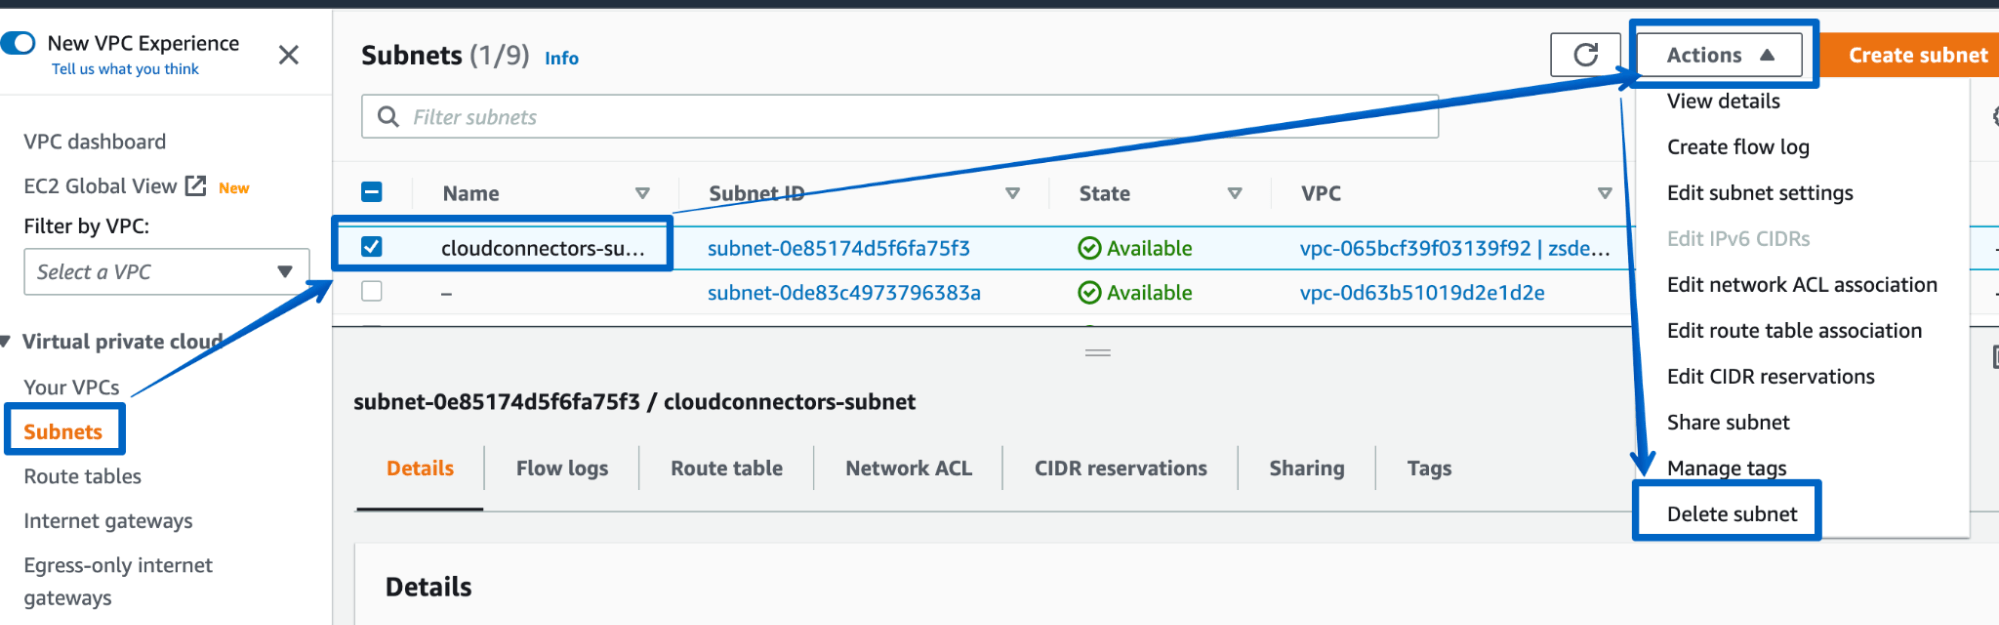 New VPC Experience
Tell us what you think
VPC dashboard
EC2 Global View New
Filter by VPC:
Select a VPC
Virtual private cloud
Your VPCs
Subnets
Route tables
Internet gateways
Egress-only internet
gateways
Subnets (1/9) Info
Actions
Create subnet
Filter subnets
Name Subnet ID State VPC
cloudconnectors-su... subnet-0e85174d5f6fa75f3 Available vpc-065bcf39f03139f92 | zsde...
– subnet-0de83c4973796383a Available vpc-0d63b51019d2e1d2e
View details
Create flow log
Edit subnet settings
Edit IPv6 CIDRs
Edit network ACL association
Edit route table association
Edit CIDR reservations
Share subnet
Manage tags
Delete subnet
subnet-0e85174d5f6fa75f3 / cloudconnectors-subnet
Details Flow logs Route table Network ACL CIDR reservations Sharing Tags
Details